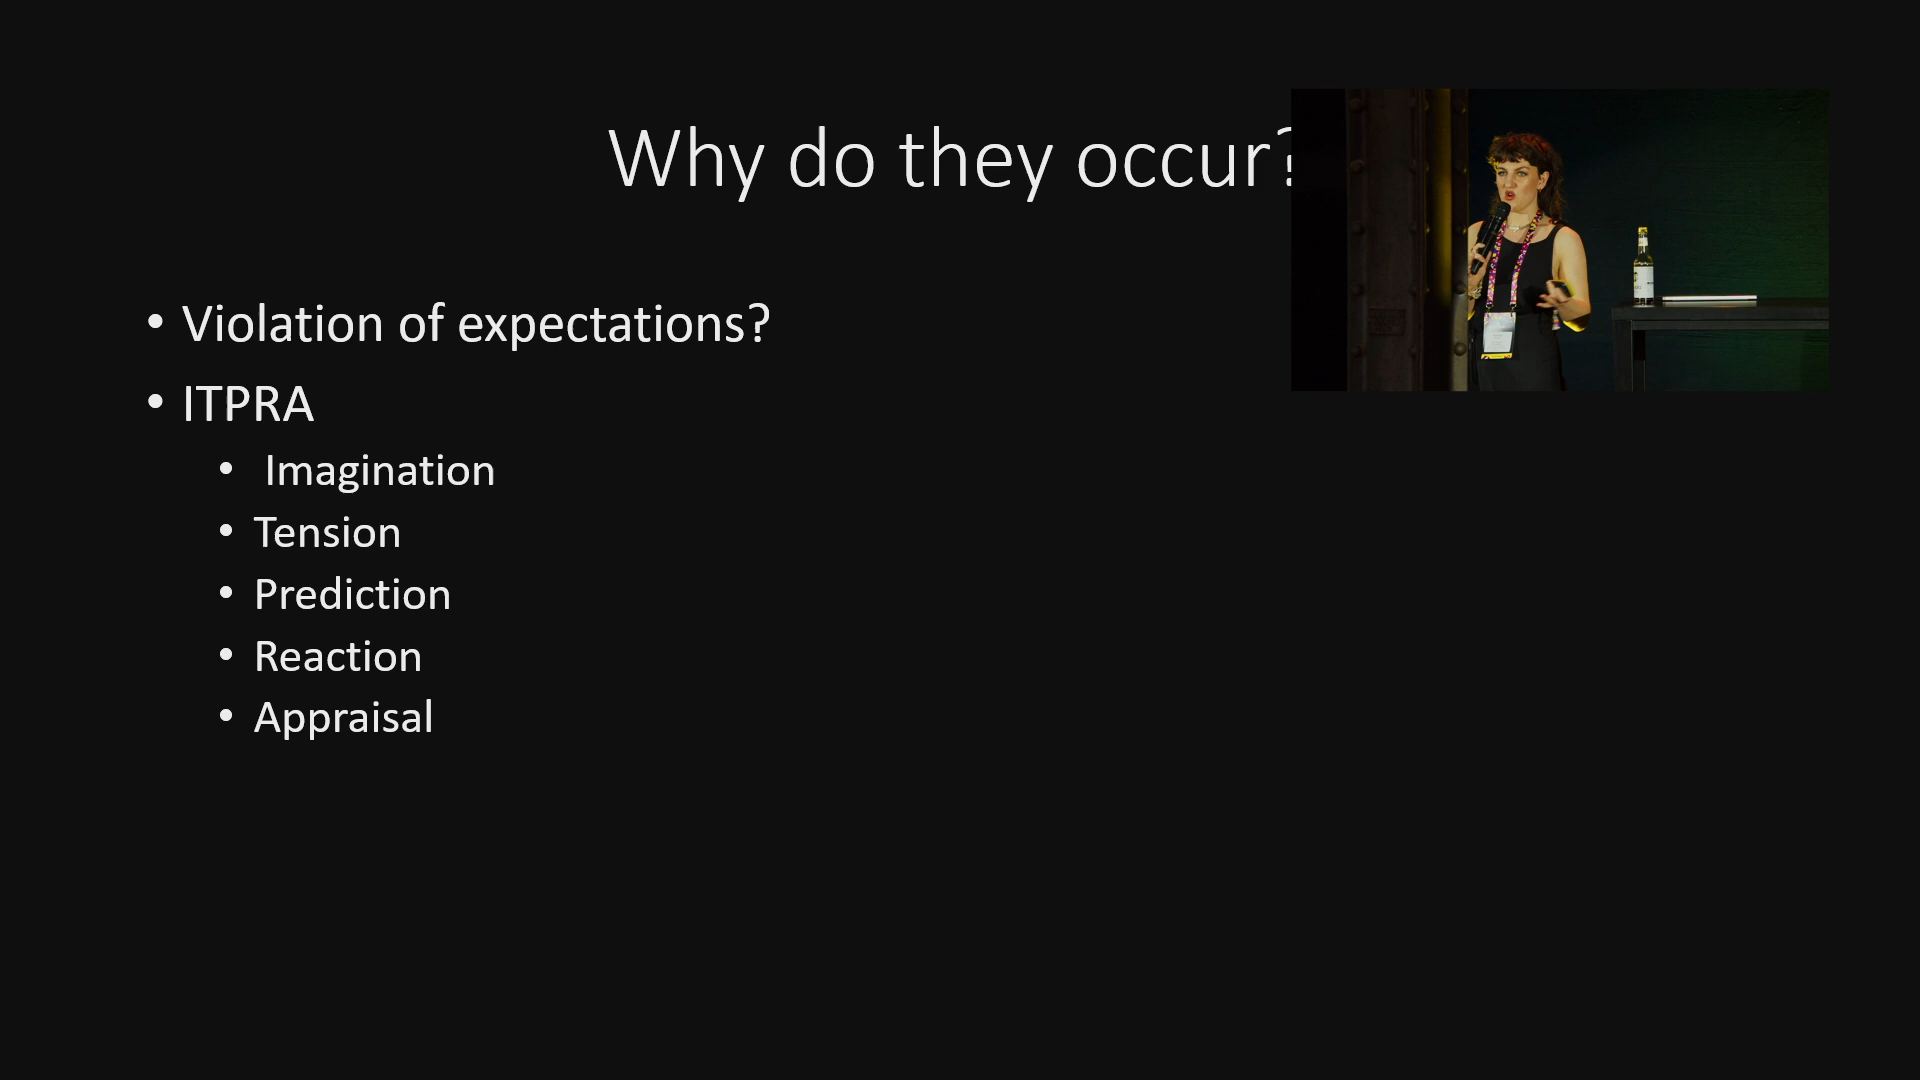 Why do they occur?
• Violation of expectations?
• ITPRA
• Imagination
• Tension
• Prediction
• Reaction
• Appraisal